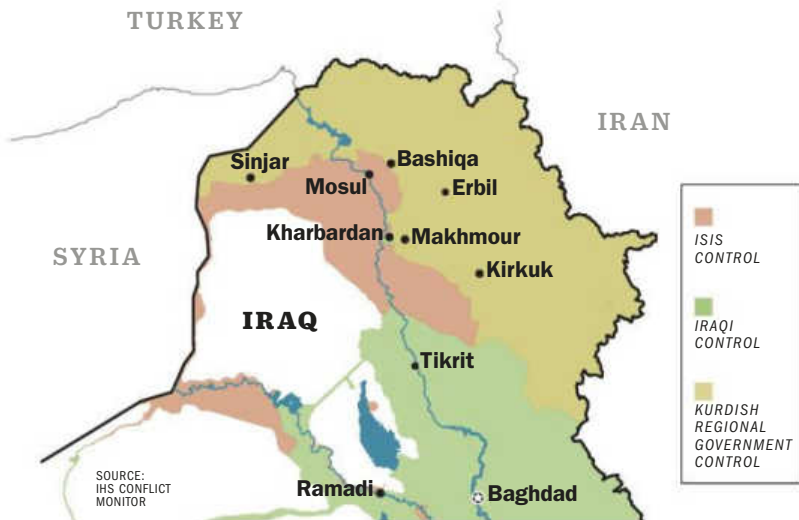 TURKEY
IRAN
Sinjar
Bashiqa
Mosul
Erbil
Kharbardan
Makhmour
SYRIA
Kirkuk
IRAQ
Tikrit
Ramadi
Baghdad
SOURCE:
IHS CONFLICT
MONITOR
ISIS
CONTROL
IRAQI
CONTROL
KURDISH
REGIONAL
GOVERNMENT
CONTROL